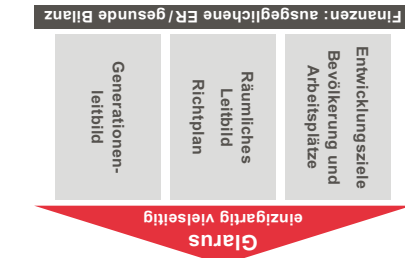 Glarus
einzigartig vielseitig
Entwicklungsziele
Bevölkerung und
Arbeitsplätze
Räumliches
Leitbild
Richtplan
Generationen-
leitbild
Finanzen: ausgeglichene ER/gesunde Bilanz